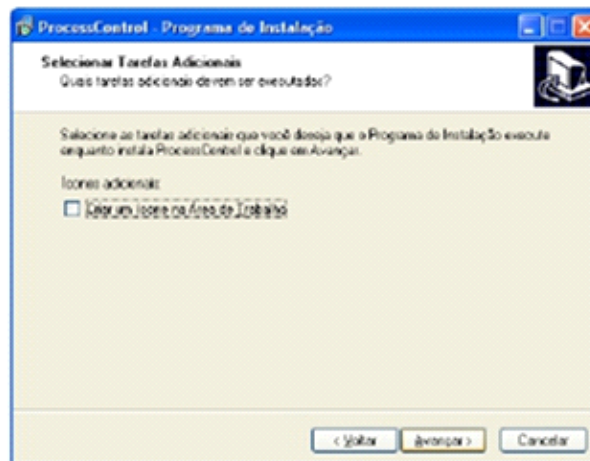 ProcessControl - Programa de Instalação
Selecionar Tarefas Adicionais
Quais tarefas adicionais devem ser executadas?
Selecione as tarefas adicionais que você deseja que o Programa de Instalação execute
enquanto instala ProcessControl e clique em Avançar.
Ícones adicionais:
Criar um Ícone na Área de Trabalho
< Voltar
Avançar >
Cancelar